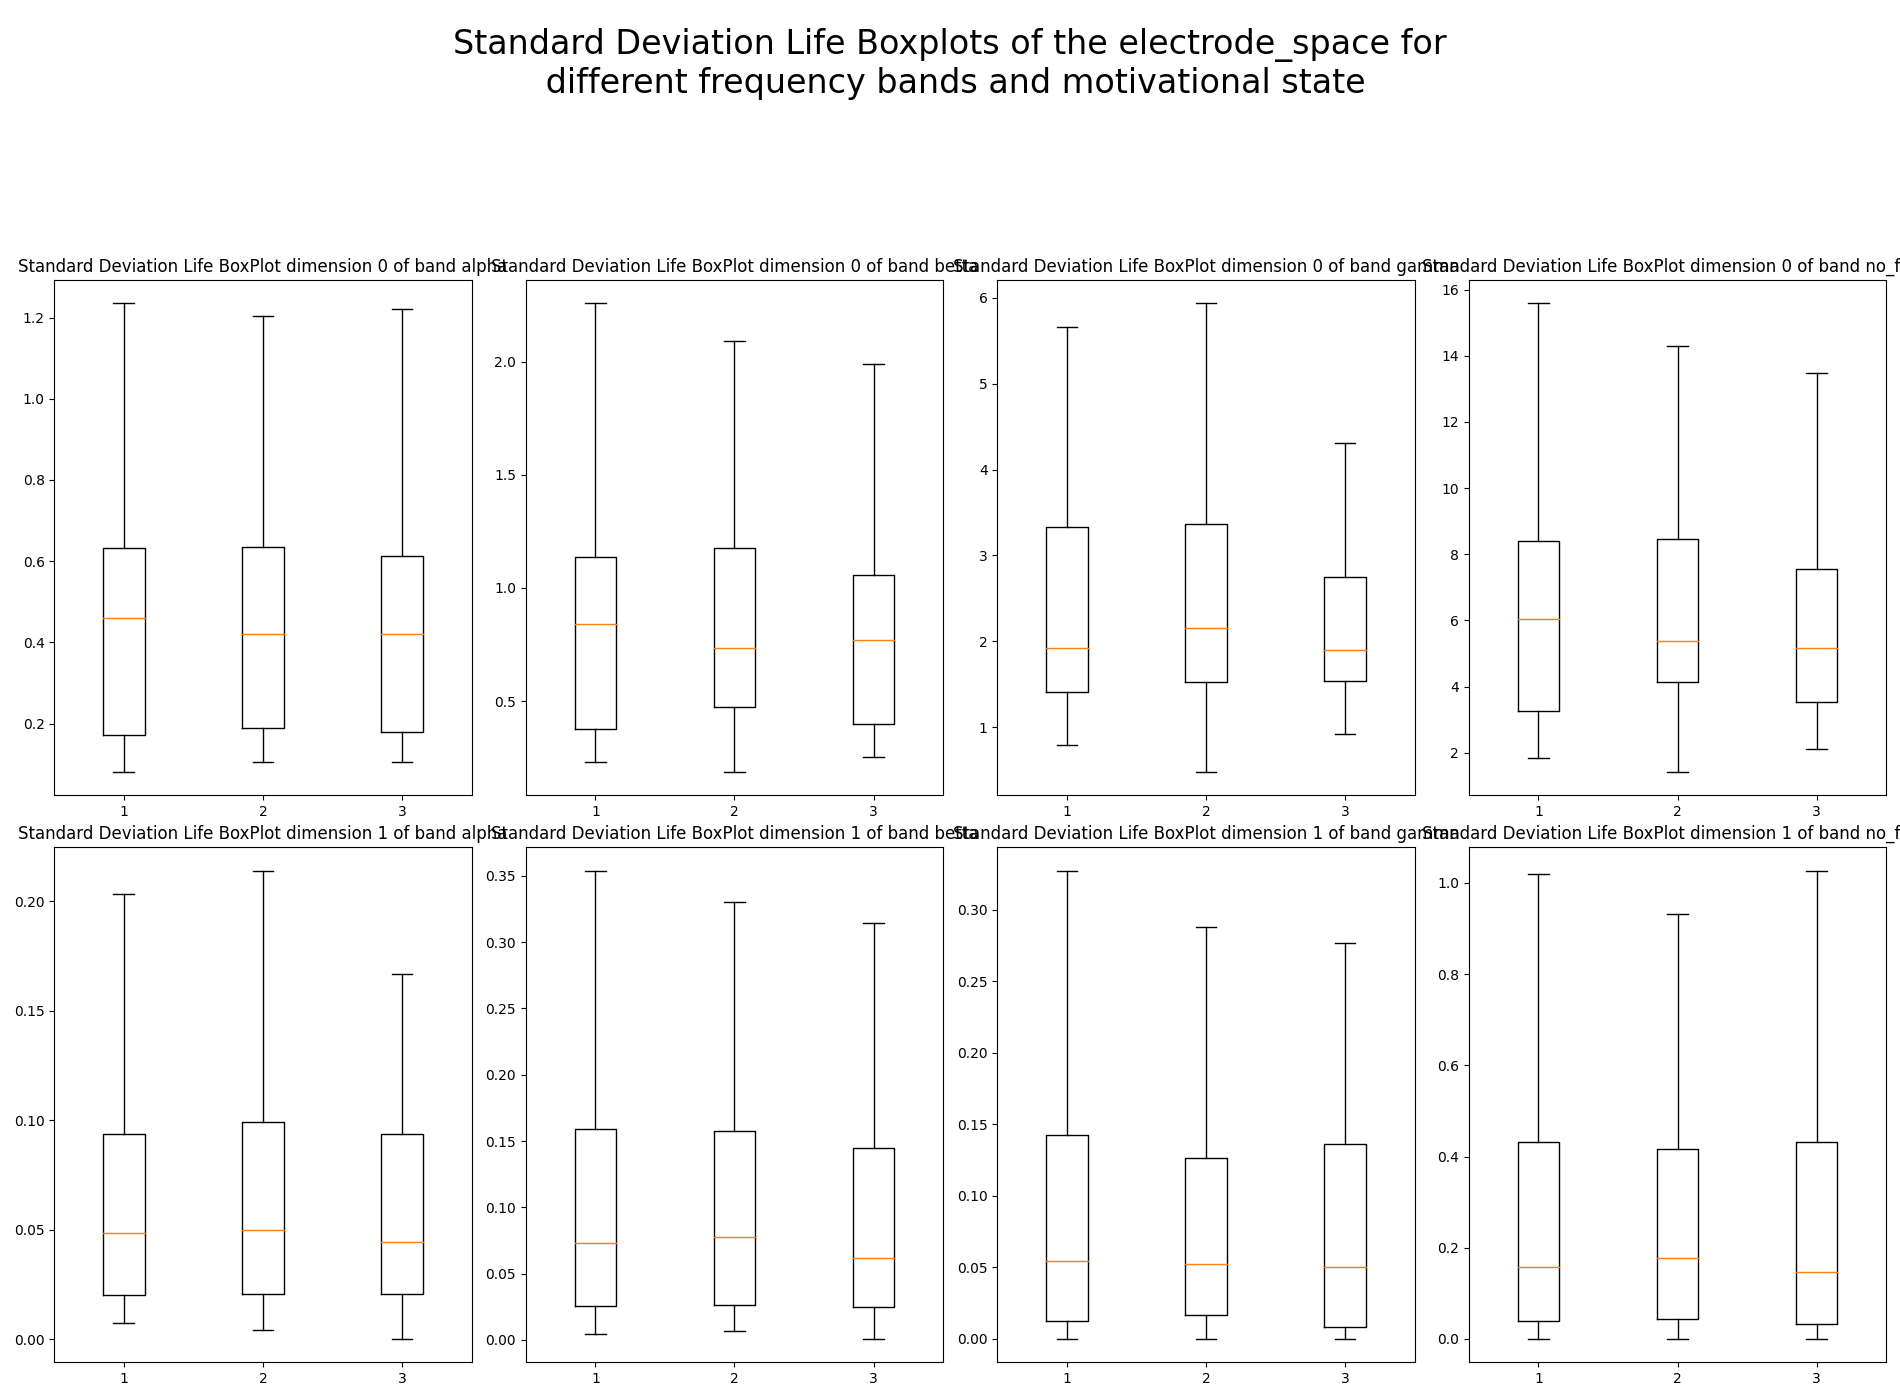 Standard Deviation Life Boxplots of the electrode_space for
different frequency bands and motivational state
Standard Deviation Life BoxPlot dimension 0 of band alpha
Standard Deviation Life BoxPlot dimension 0 of band betta
Standard Deviation Life BoxPlot dimension 0 of band gamma
Standard Deviation Life BoxPlot dimension 0 of band no_f
1.2
1.0
0.8
0.6
0.4
0.2
1 2 3
2.0
1.5
1.0
0.5
1 2 3
6
5
4
3
2
1
1 2 3
16
14
12
10
8
6
4
2
1 2 3
Standard Deviation Life BoxPlot dimension 1 of band alpha
Standard Deviation Life BoxPlot dimension 1 of band betta
Standard Deviation Life BoxPlot dimension 1 of band gamma
Standard Deviation Life BoxPlot dimension 1 of band no_f
0.20
0.15
0.10
0.05
0.00
1 2 3
0.35
0.30
0.25
0.20
0.15
0.10
0.05
0.00
1 2 3
0.30
0.25
0.20
0.15
0.10
0.05
0.00
1 2 3
1.0
0.8
0.6
0.4
0.2
0.0
1 2 3